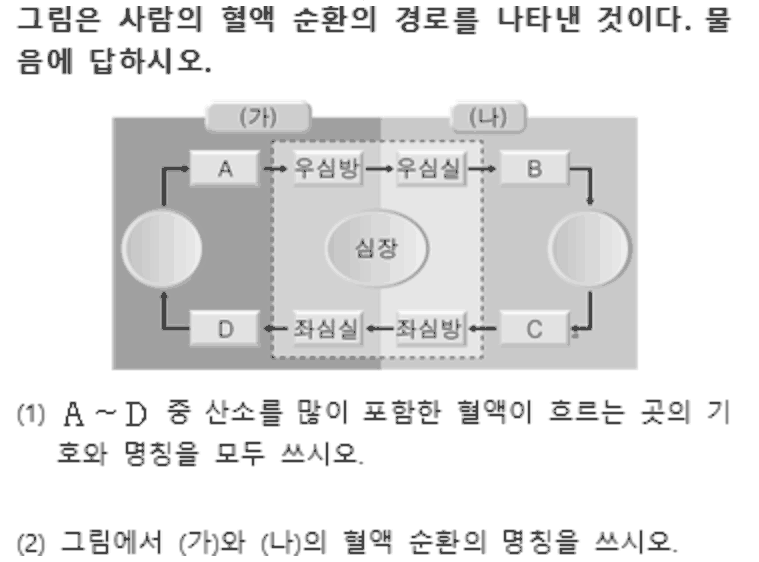 그림은 사람의 혈액 순환의 경로를 나타낸 것이다. 물
음에 답하시오.
(가) (나)
A 우심방 우심실 B
심장
D 좌심실 좌심방 C
(1) A ~ D 중 산소를 많이 포함한 혈액이 흐르는 곳의 기
호와 명칭을 모두 쓰시오.
(2) 그림에서 (가)와 (나)의 혈액 순환의 명칭을 쓰시오.